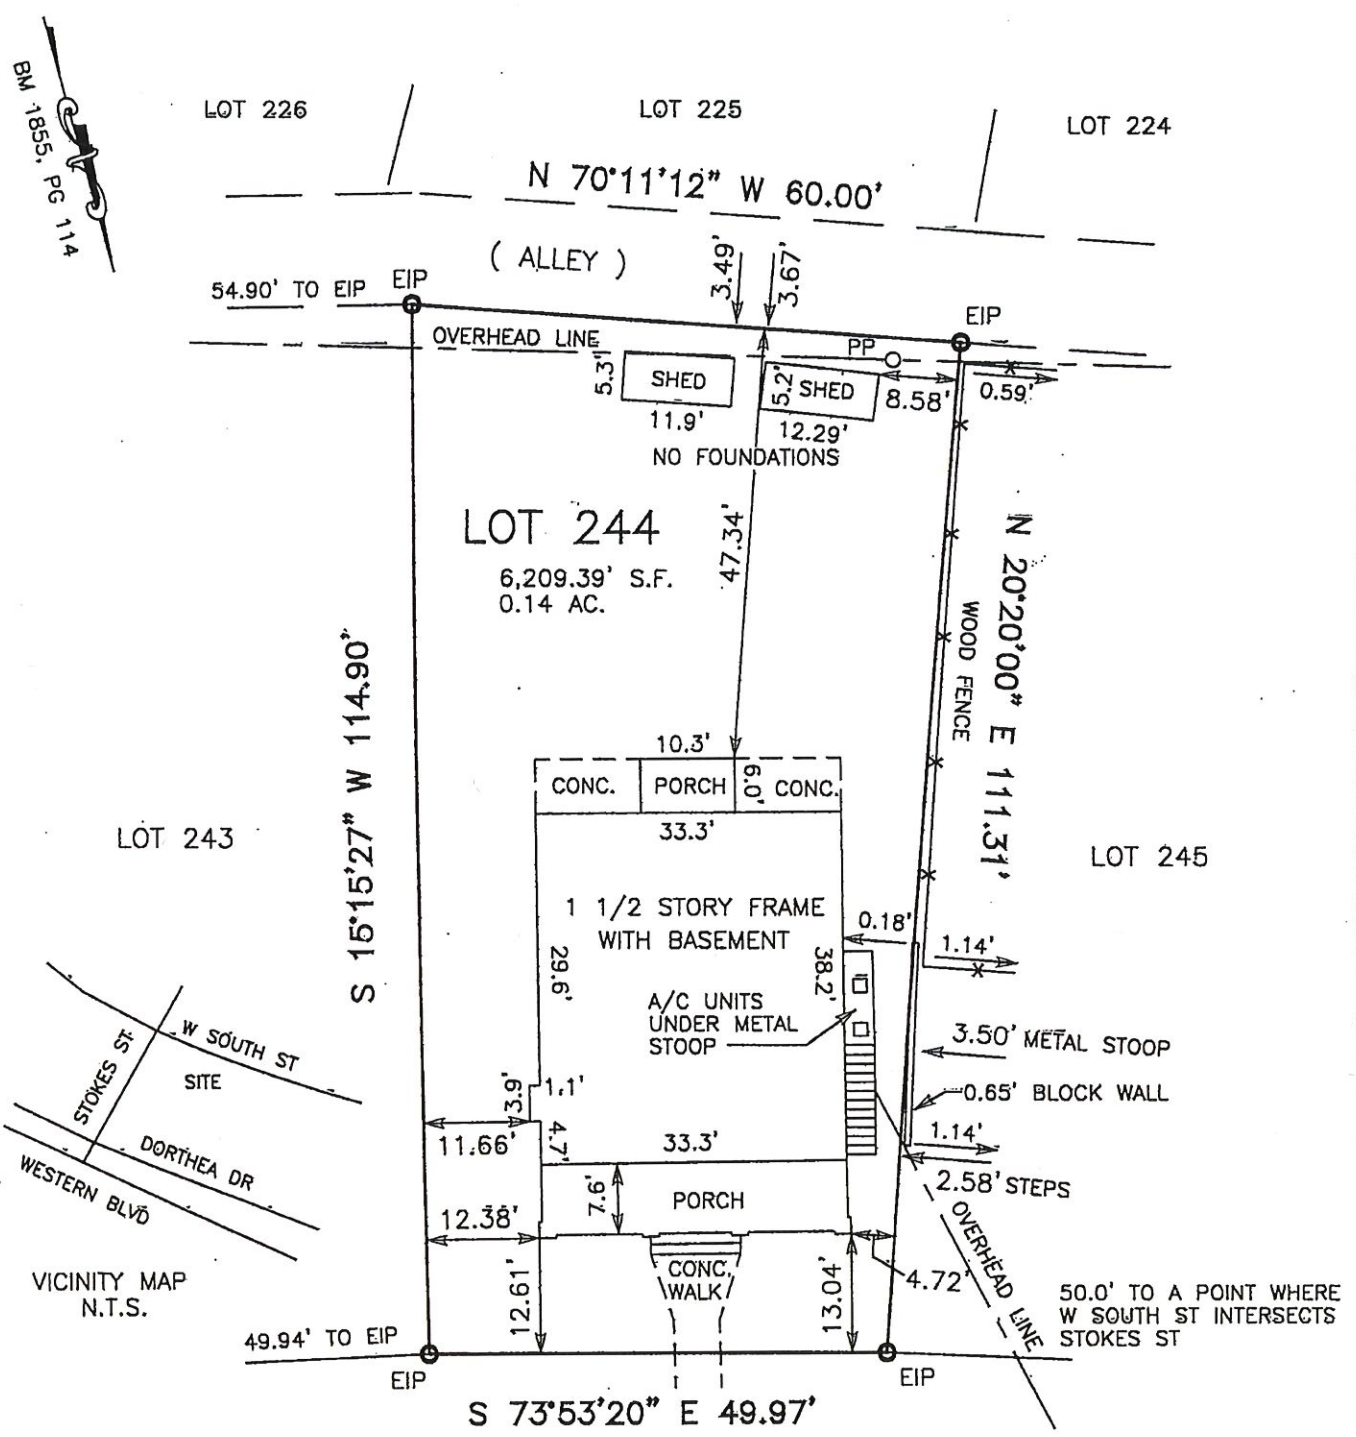 BM 1855, PG 114
LOT 226
LOT 225
LOT 224
N 70°11'12" W 60.00'
( ALLEY )
3.49'
3.67'
54.90' TO EIP
EIP
EIP
OVERHEAD LINE
PP
5.3'
SHED
5.2'
SHED
8.58'
0.59'
11.9'
12.29'
NO FOUNDATIONS
LOT 244
6,209.39' S.F.
0.14 AC.
47.34'
N 20°20'00" E 111.31'
WOOD FENCE
S 15°15'27" W 114.90'
10.3'
CONC.
PORCH
6.0'
CONC.
33.3'
LOT 243
LOT 245
1 1/2 STORY FRAME
WITH BASEMENT
0.18'
1.14'
29.6'
38.2'
A/C UNITS
UNDER METAL
STOOP
3.50' METAL STOOP
0.65' BLOCK WALL
W SOUTH ST
STOKES ST
SITE
DORTHEA DR
WESTERN BLVD
3.9'
1.1'
11.66'
4.7'
33.3'
1.14'
2.58' STEPS
7.6'
PORCH
12.38'
OVERHEAD LINE
CONC.
WALK
12.61'
13.04'
4.72'
VICINITY MAP
N.T.S.
50.0' TO A POINT WHERE
W SOUTH ST INTERSECTS
STOKES ST
49.94' TO EIP
EIP
EIP
S 73°53'20" E 49.97'